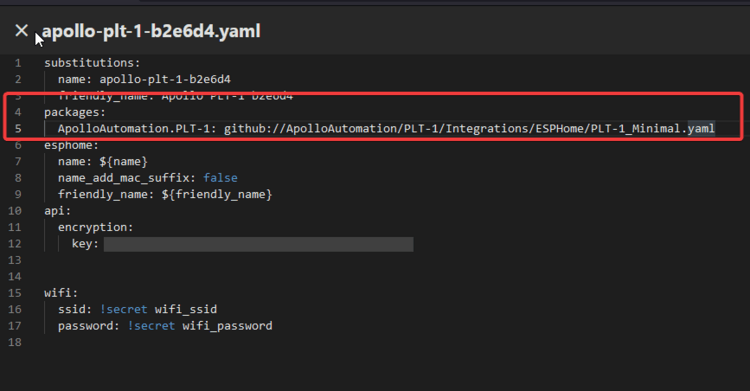 ✕ apollo-plt-1-b2e6d4.yaml
1 substitutions:
2 name: apollo-plt-1-b2e6d4
3 friendly_name: Apollo PLT-1 b2e6d4
4 packages:
5 ApolloAutomation.PLT-1: github://ApolloAutomation/PLT-1/Integrations/ESPHome/PLT-1_Minimal.yaml
6 esphome:
7 name: ${name}
8 name_add_mac_suffix: false
9 friendly_name: ${friendly_name}
10 api:
11 encryption:
12 key:
13
14
15 wifi:
16 ssid: !secret wifi_ssid
17 password: !secret wifi_password
18